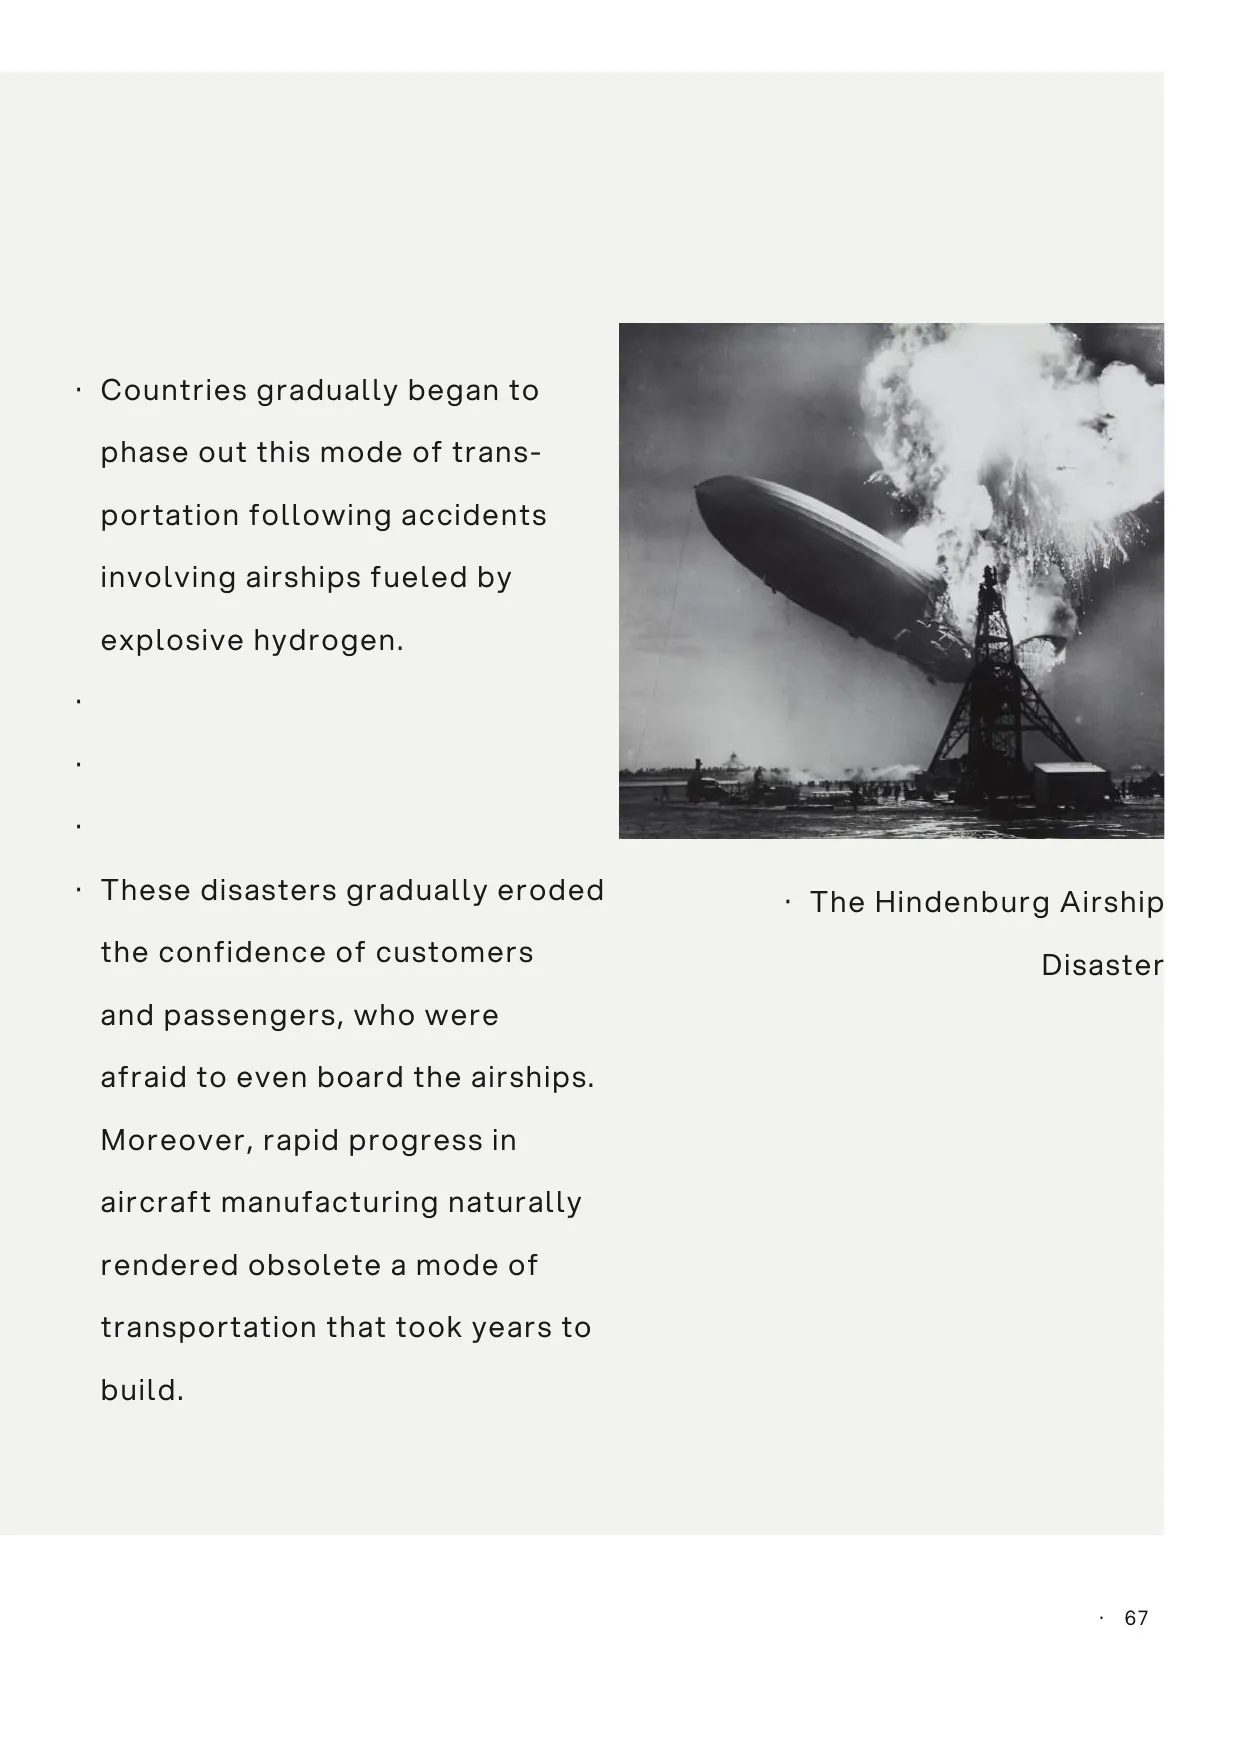 · Countries gradually began to
phase out this mode of trans-
portation following accidents
involving airships fueled by
explosive hydrogen.
·
·
·
· These disasters gradually eroded
the confidence of customers
and passengers, who were
afraid to even board the airships.
Moreover, rapid progress in
aircraft manufacturing naturally
rendered obsolete a mode of
transportation that took years to
build.
· The Hindenburg Airship
Disaster
· 67